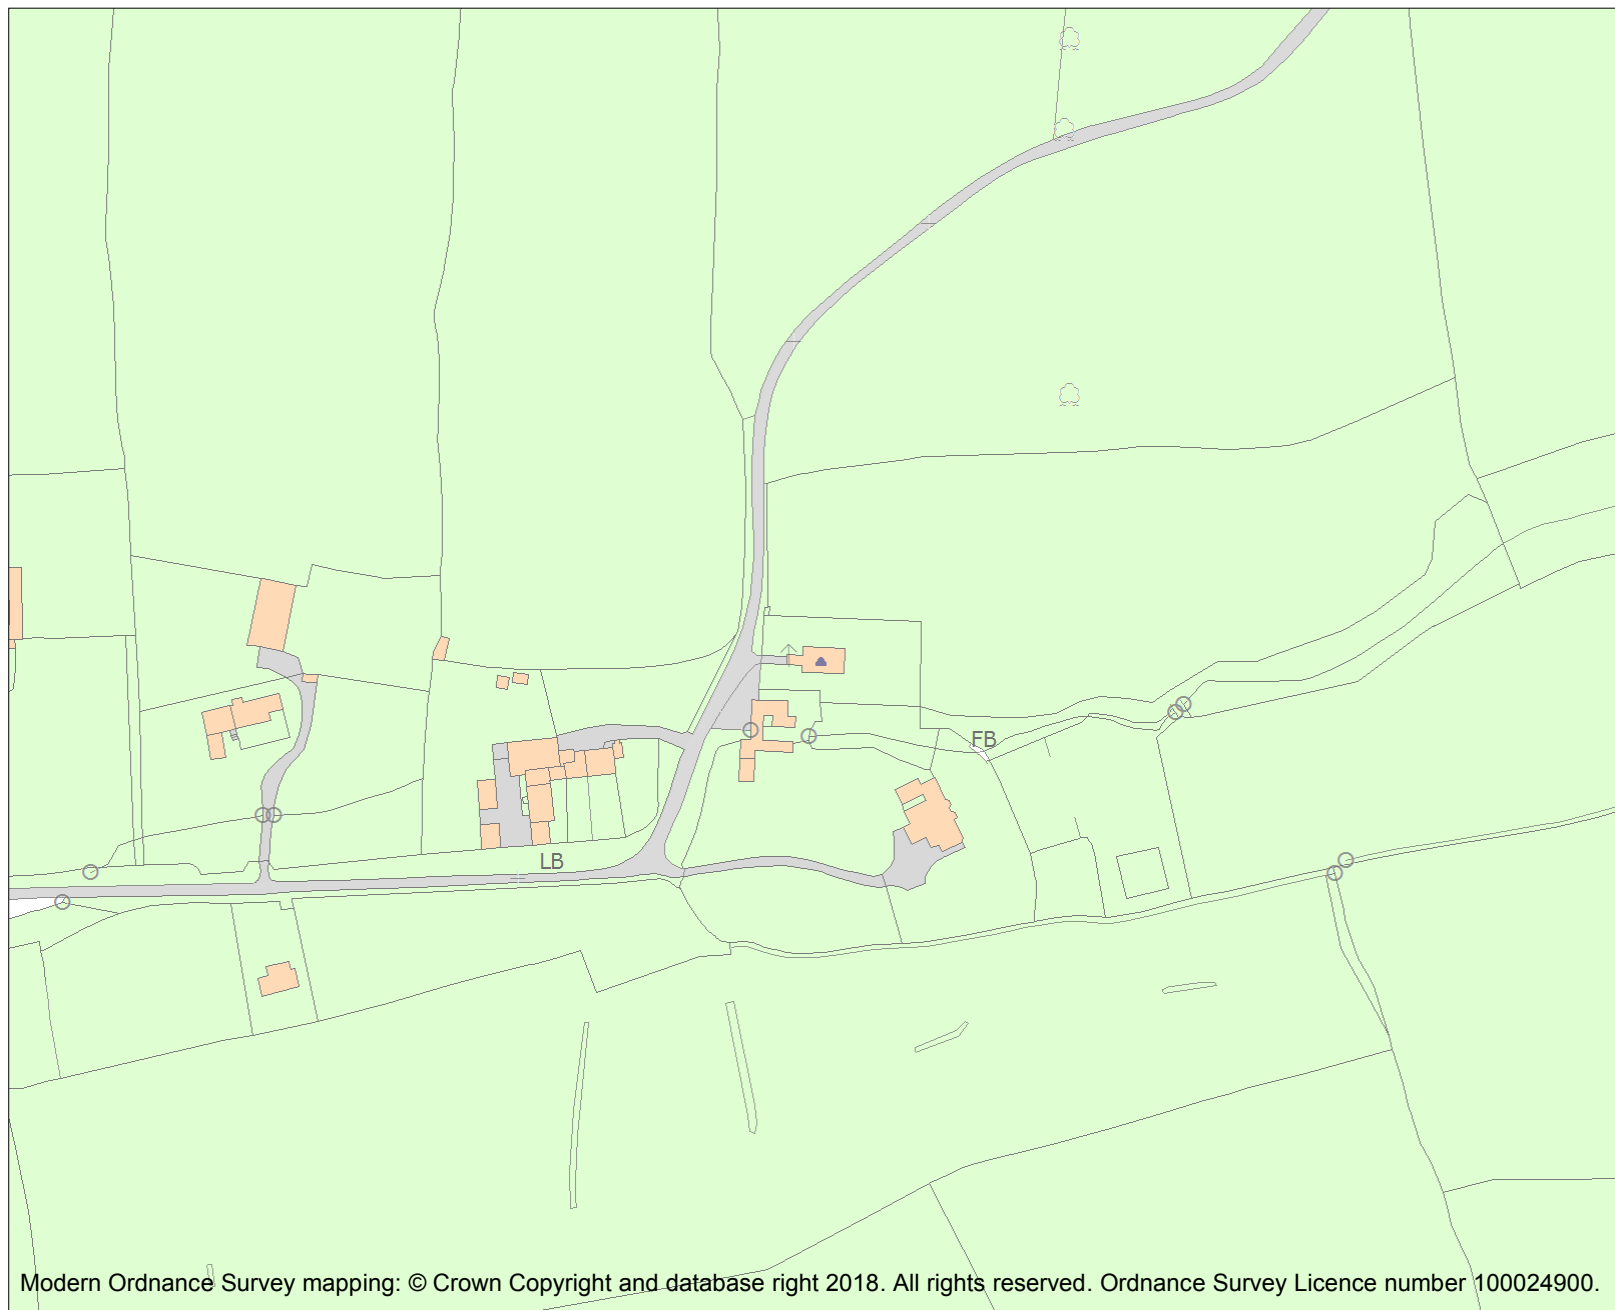 FB
LB
Modern Ordnance Survey mapping: © Crown Copyright and database right 2018. All rights reserved. Ordnance Survey Licence number 100024900.